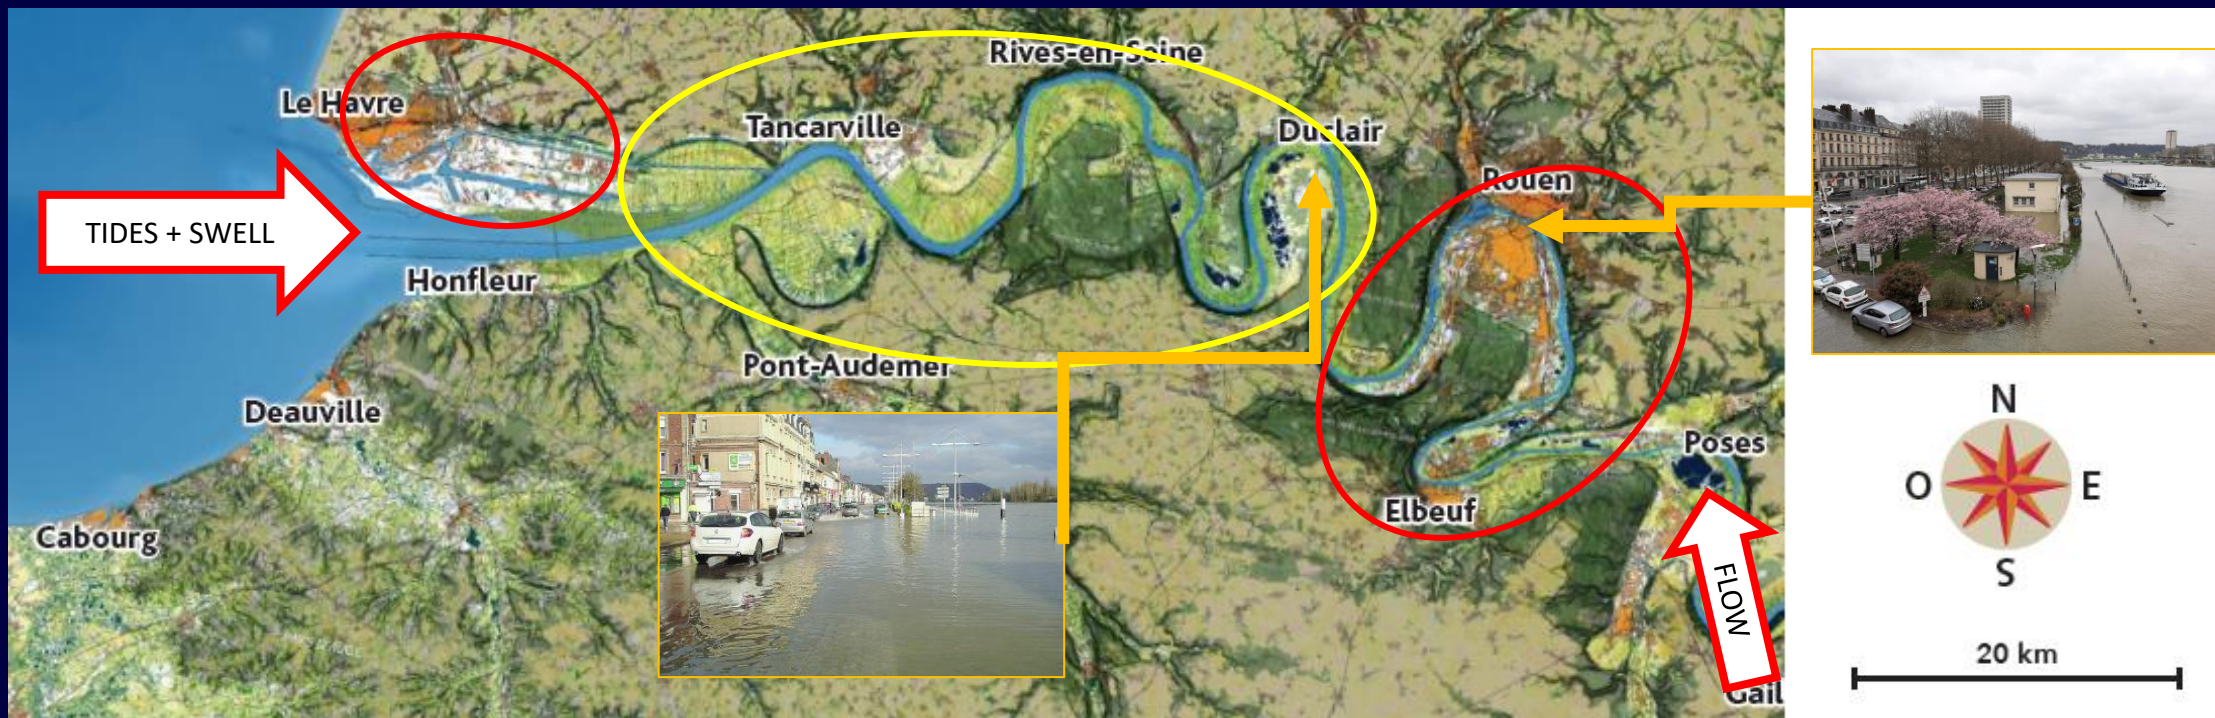 Rives-en-Seine
Le Havre
Tancarville
Duclair
Rouen
TIDES + SWELL
Honfleur
Pont-Audemer
Deauville
Cabourg
Elbeuf
Poses
FLOW
Gail
N
O
E
S
20 km